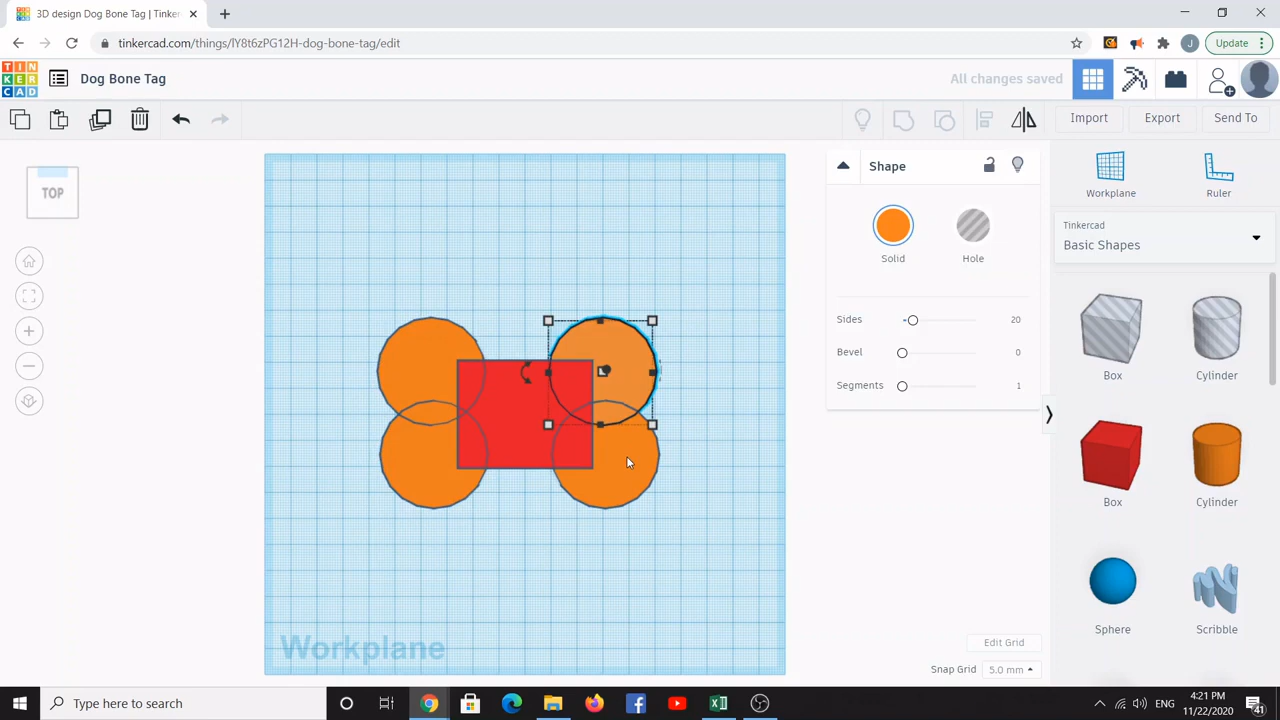 3D design Dog Bone Tag | Tinker
tinkercad.com/things/lY8t6zPG12H-dog-bone-tag/edit
J
Update
TIN
KER
CAD
Dog Bone Tag
All changes saved
Import
Export
Send To
TOP
Shape
Workplane
Ruler
Solid
Hole
Tinkercad
Basic Shapes
Sides
20
Bevel
0
Segments
1
Box
Cylinder
Box
Cylinder
Sphere
Scribble
Workplane
Edit Grid
Snap Grid
5.0 mm
Type here to search
ENG
4:21 PM
11/22/2020
41